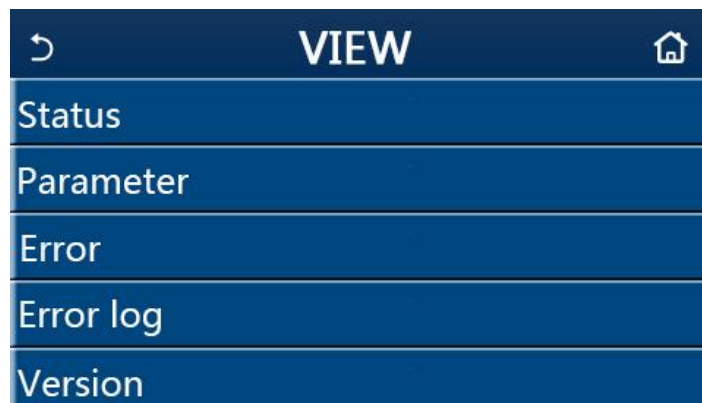 VIEW
Status
Parameter
Error
Error log
Version